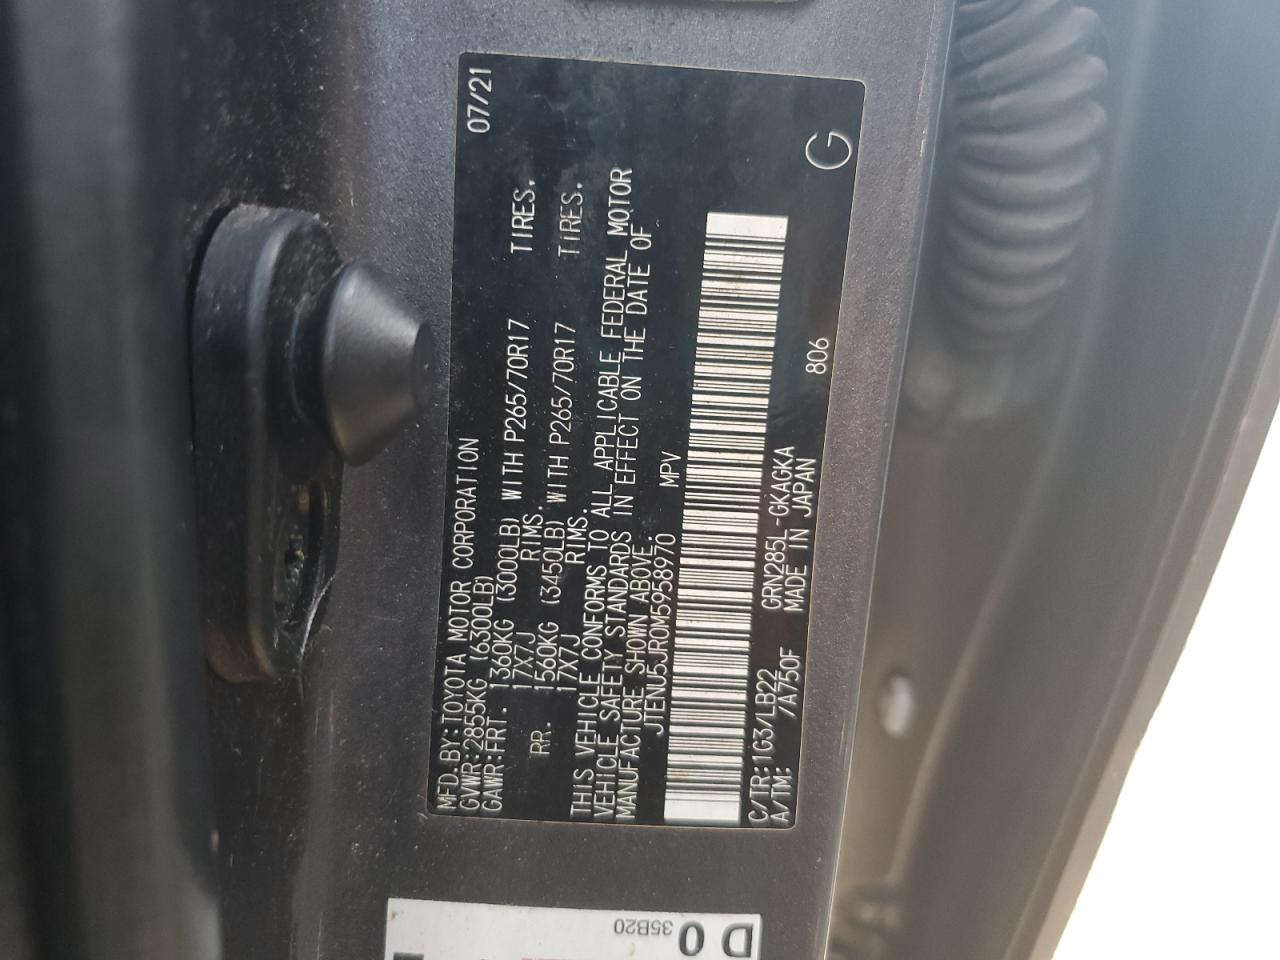 MFD.BY:TOYOTA MOTOR CORPORATION 07/21
GVWR:2855KG (6300LB)
GAWR:FRT. 1360KG (3000LB) WITH P265/70R17 TIRES.
17X7J RIMS.
RR. 1560KG (3450LB) WITH P265/70R17 TIRES.
17X7J RIMS.
THIS VEHICLE CONFORMS TO ALL APPLICABLE FEDERAL MOTOR
VEHICLE SAFETY STANDARDS IN EFFECT ON THE DATE OF
MANUFACTURE SHOWN ABOVE.
JTENU5JR0M5958970 MPV
C/TR:1G3/LB22 GRN285L-GKAGKA 806
A/TM: /A750F MADE IN JAPAN
G
35B20
D 0